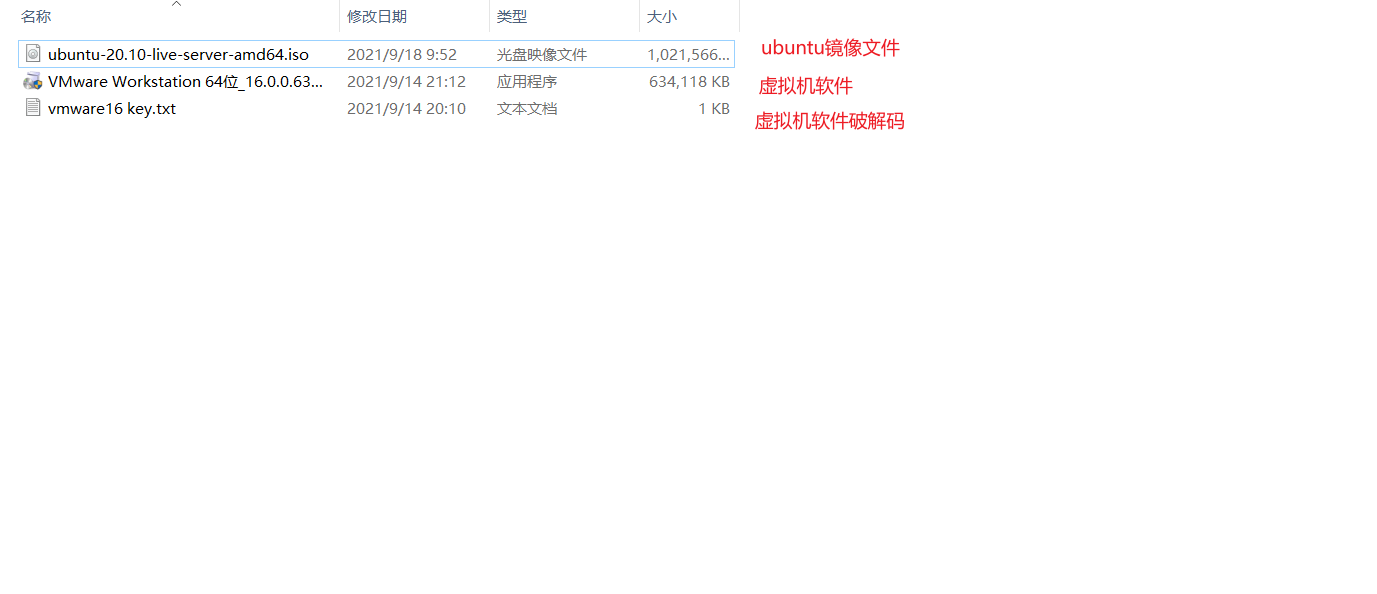 名称 修改日期 类型 大小
ubuntu-20.10-live-server-amd64.iso 2021/9/18 9:52 光盘映像文件 1,021,566... ubuntu镜像文件
VMware Workstation 64位_16.0.0.63... 2021/9/14 21:12 应用程序 634,118 KB 虚拟机软件
vmware16 key.txt 2021/9/14 20:10 文本文档 1 KB 虚拟机软件破解码